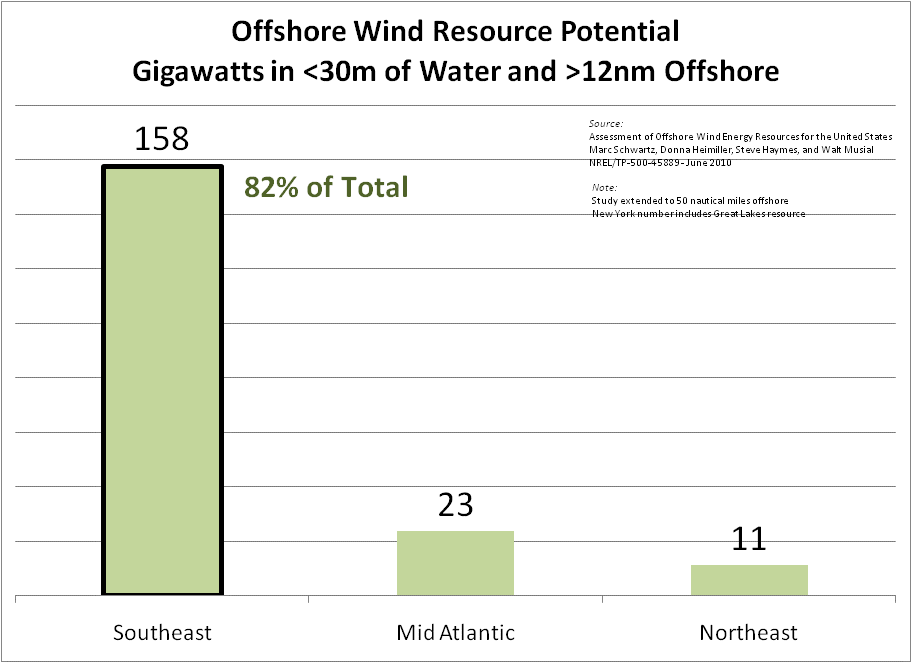 Offshore Wind Resource Potential
Gigawatts in <30m of Water and >12nm Offshore
Source:
Assessment of Offshore Wind Energy Resources for the United States
Marc Schwartz, Donna Heimiller, Steve Haymes, and Walt Musial
NREL/TP-500-45889 - June 2010
Note:
Study extended to 50 nautical miles offshore
New York number includes Great Lakes resource
158
82% of Total
23
11
Southeast
Mid Atlantic
Northeast